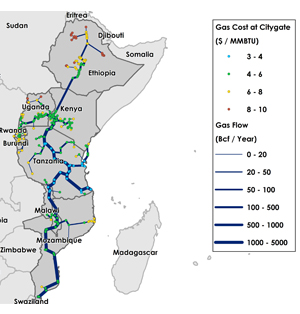 Eritrea
Sudan
Djibouti
Somalia
Ethiopia
Uganda
Kenya
Rwanda
Burundi
Tanzania
Malawi
Mozambique
Zimbabwe
Madagascar
Swaziland
bia
Gas Cost at Citygate
($ / MMBTU)
3 - 4
4 - 6
6 - 8
8 - 10
Gas Flow
(Bcf / Year)
0 - 20
20 - 50
50 - 100
100 - 500
500 - 1000
1000 - 5000